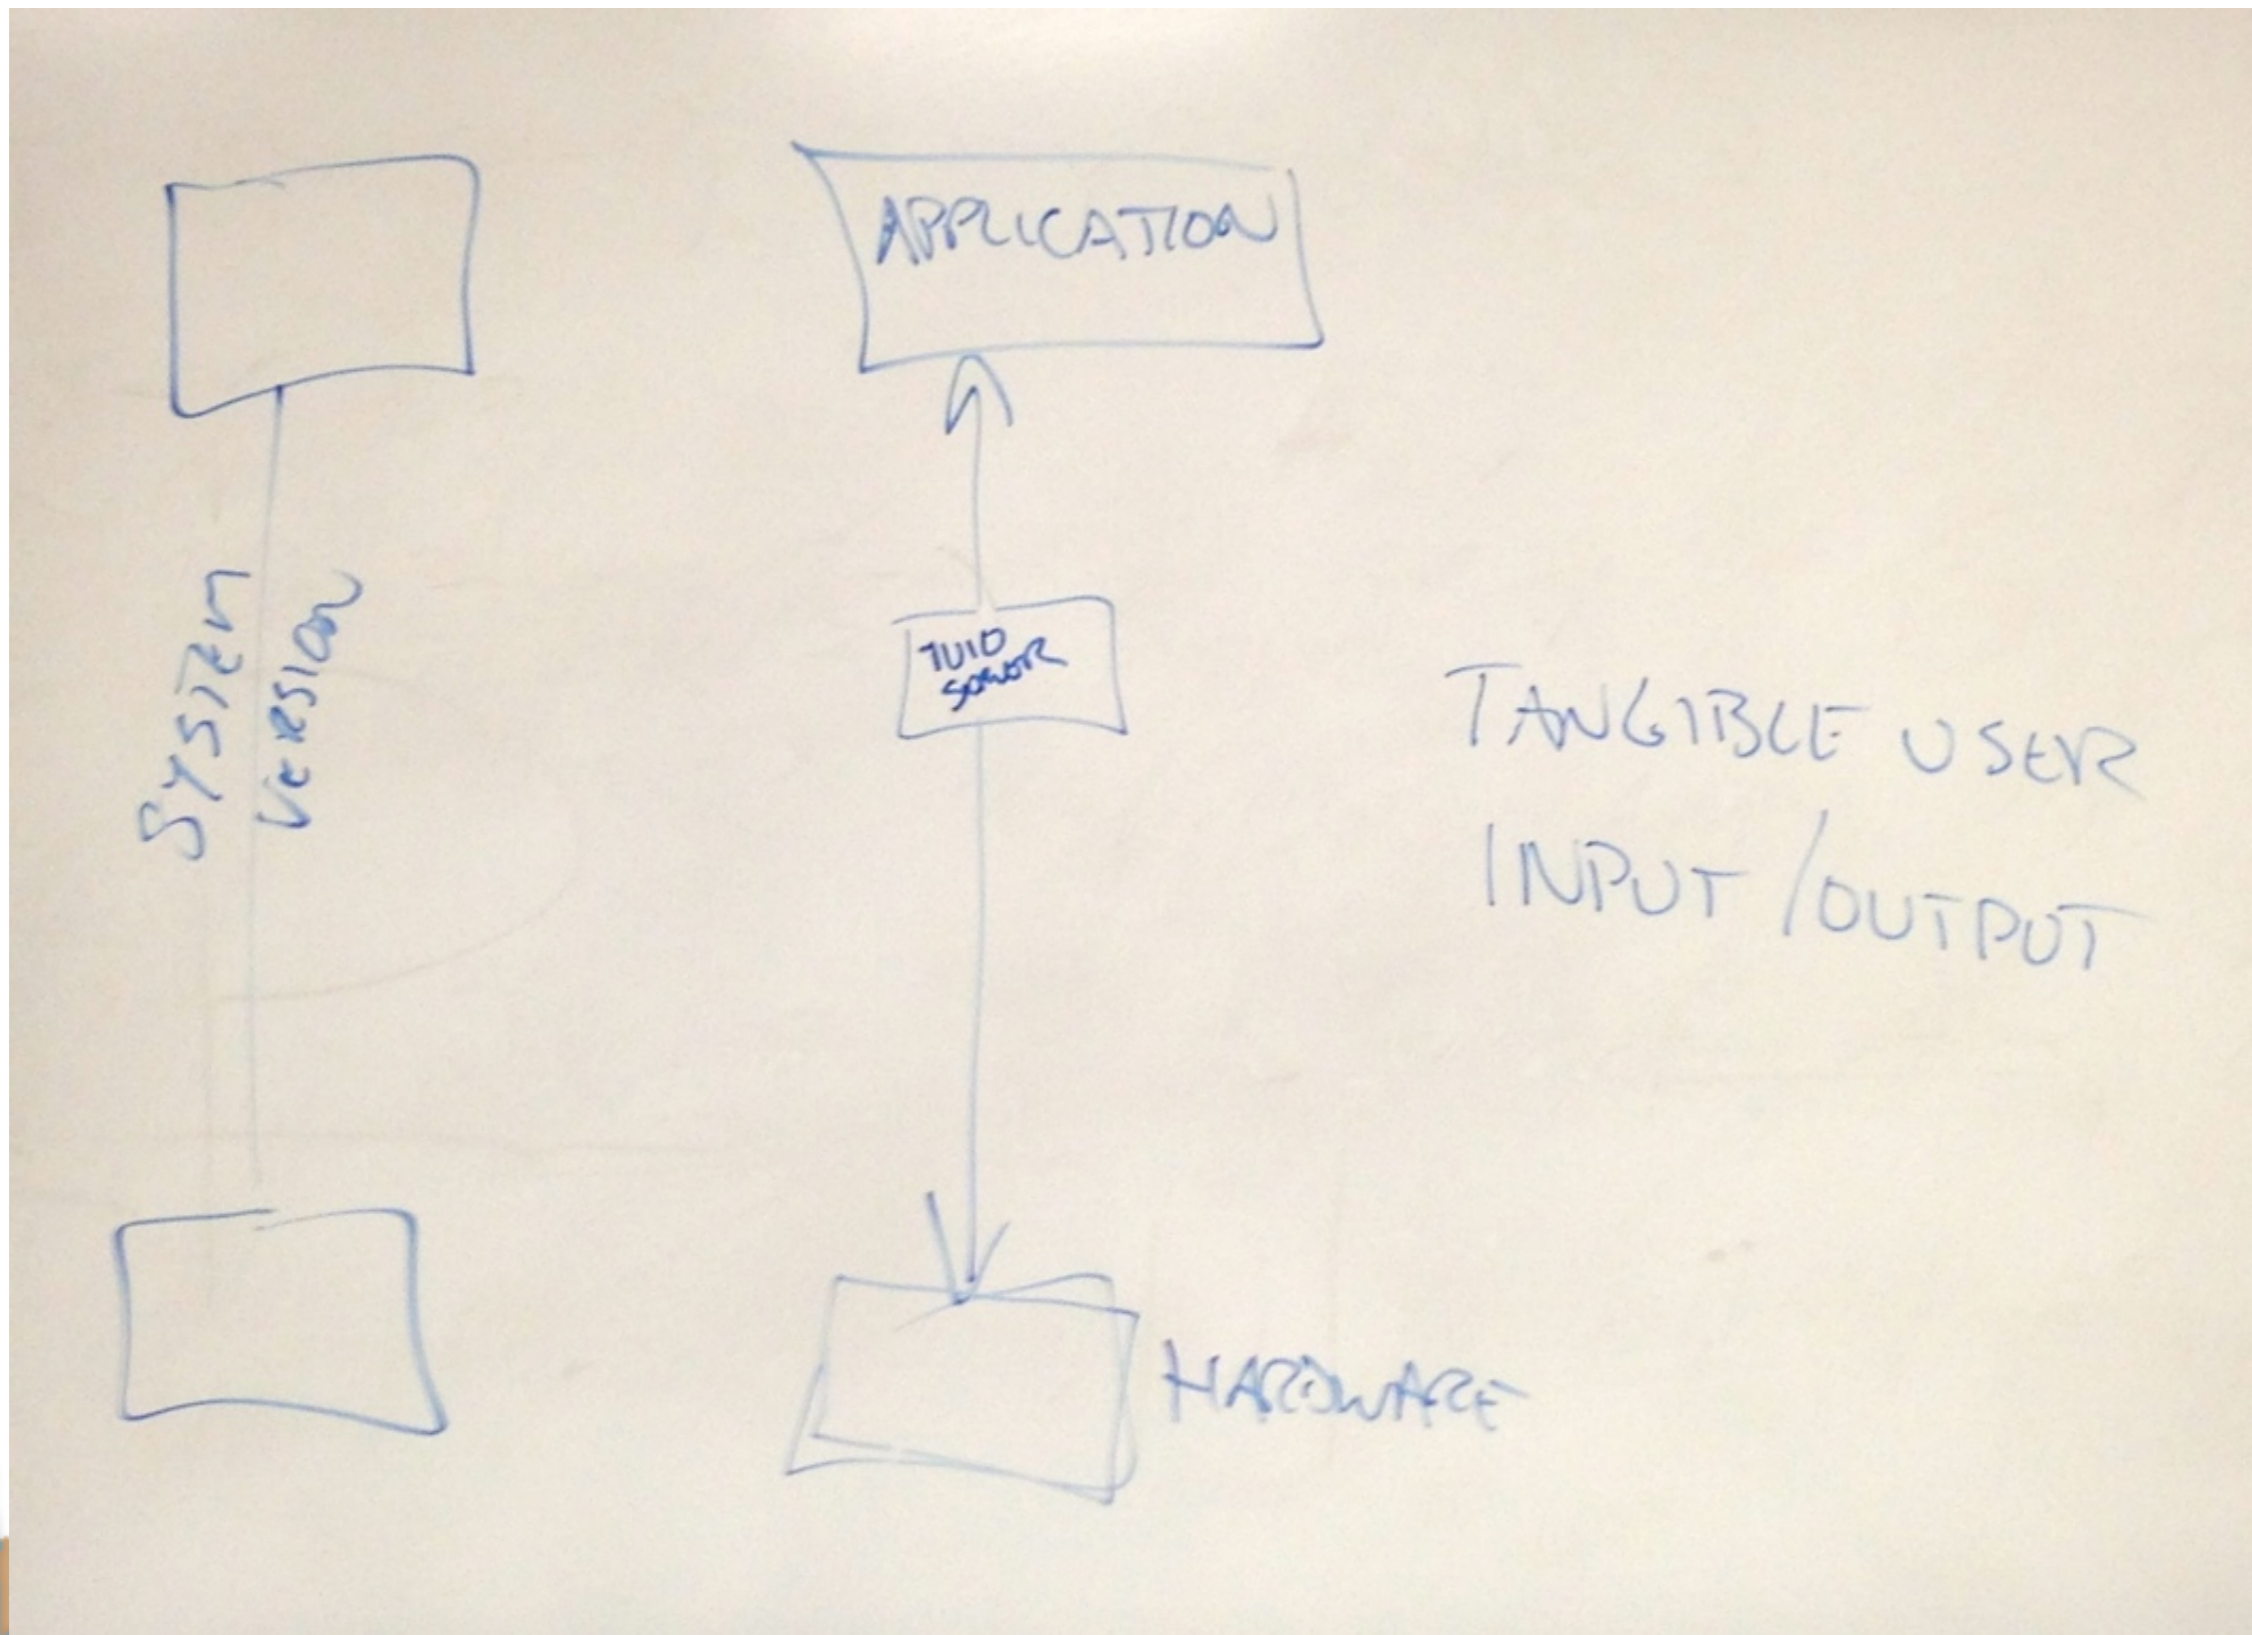 System
Version
APPLICATION
TUIO
SERVER
TANGIBLE USER
INPUT / OUTPUT
HARDWARE